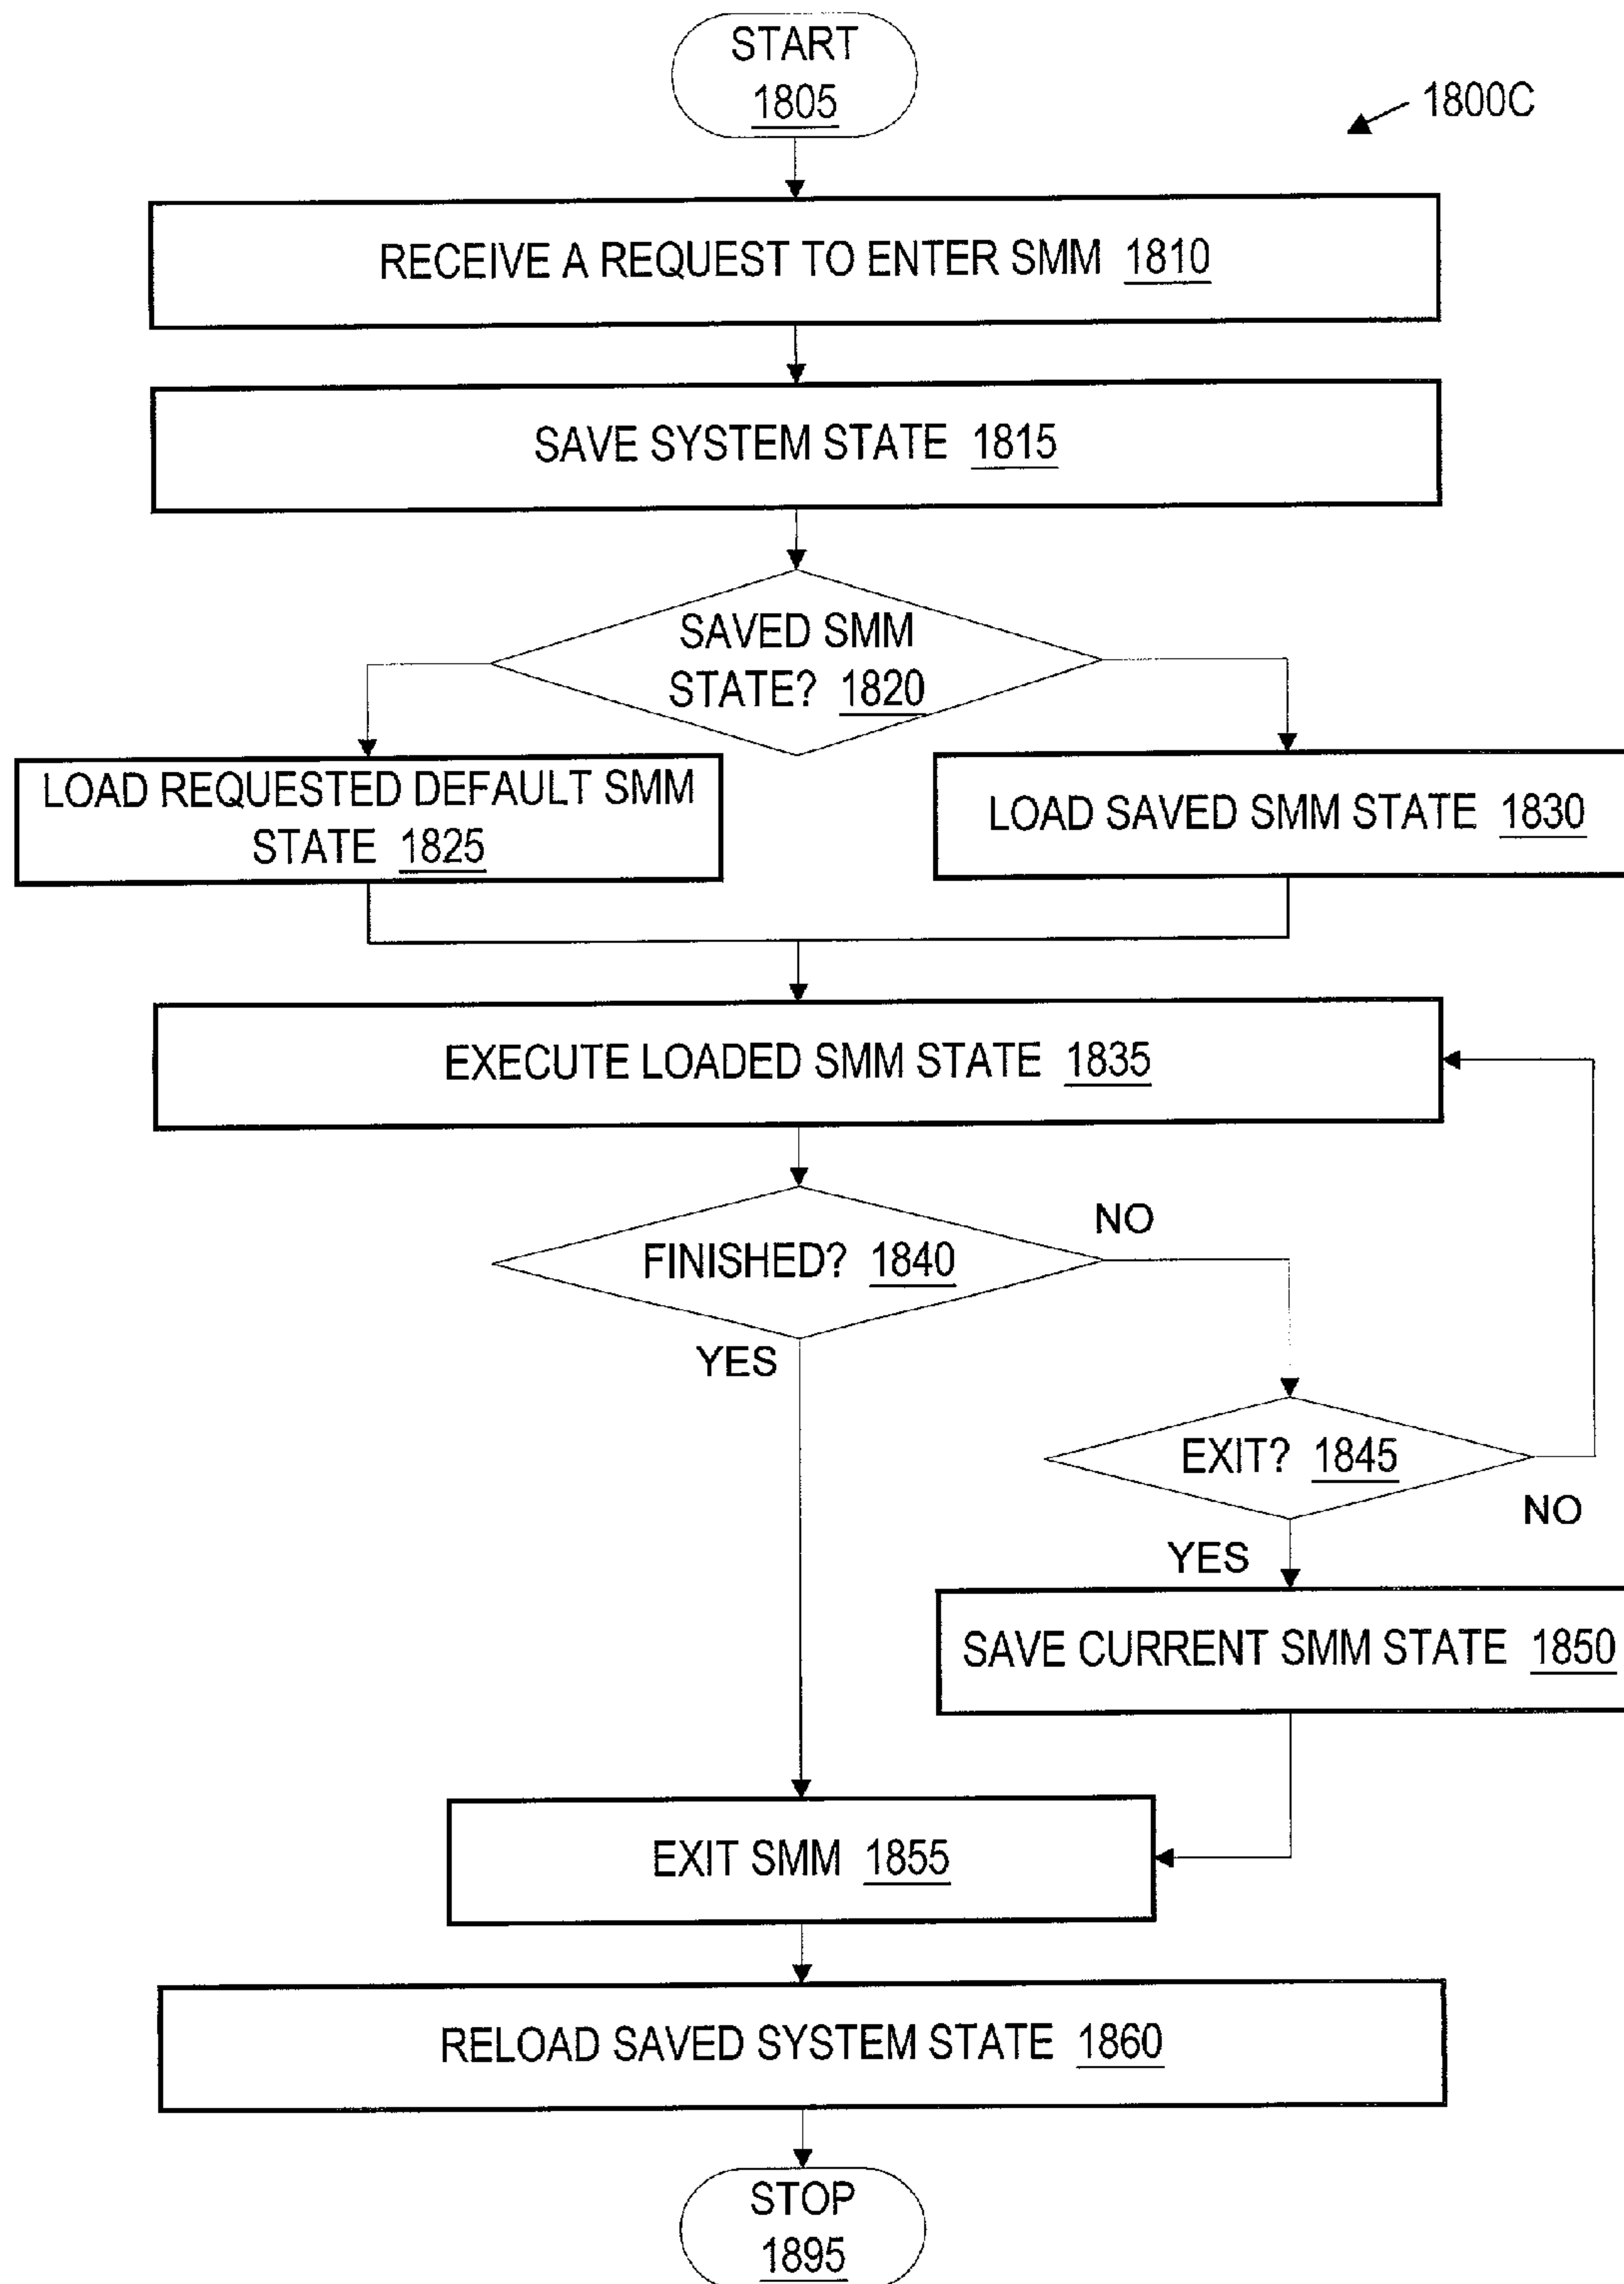 START
1805
1800C
RECEIVE A REQUEST TO ENTER SMM 1810
SAVE SYSTEM STATE 1815
SAVED SMM
STATE? 1820
LOAD REQUESTED DEFAULT SMM
STATE 1825
LOAD SAVED SMM STATE 1830
EXECUTE LOADED SMM STATE 1835
NO
FINISHED? 1840
YES
EXIT? 1845
NO
YES
SAVE CURRENT SMM STATE 1850
EXIT SMM 1855
RELOAD SAVED SYSTEM STATE 1860
STOP
1895